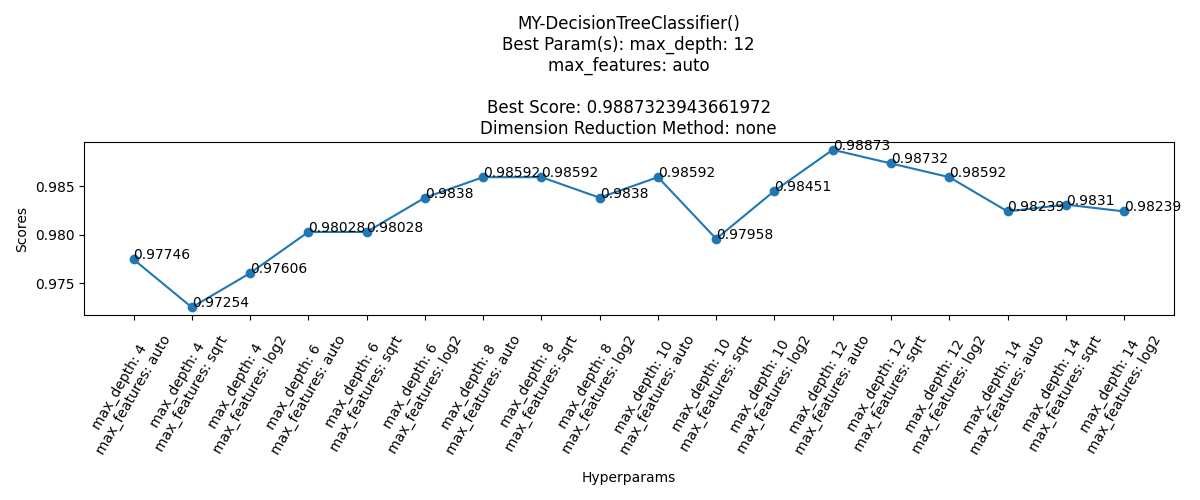 MY-DecisionTreeClassifier()
Best Param(s): max_depth: 12
max_features: auto
Best Score: 0.9887323943661972
Dimension Reduction Method: none
Scores
0.985
0.980
0.975
0.97746
0.97254
0.97606
0.98028
0.98028
0.9838
0.98592
0.98592
0.9838
0.98592
0.97958
0.98451
0.98873
0.98732
0.98592
0.98239
0.9831
0.98239
max_depth: 4
max_features: auto
max_depth: 4
max_features: sqrt
max_depth: 4
max_features: log2
max_depth: 6
max_features: auto
max_depth: 6
max_features: sqrt
max_depth: 6
max_features: log2
max_depth: 8
max_features: auto
max_depth: 8
max_features: sqrt
max_depth: 8
max_features: log2
max_depth: 10
max_features: auto
max_depth: 10
max_features: sqrt
max_depth: 10
max_features: log2
max_depth: 12
max_features: auto
max_depth: 12
max_features: sqrt
max_depth: 12
max_features: log2
max_depth: 14
max_features: auto
max_depth: 14
max_features: sqrt
max_depth: 14
max_features: log2
Hyperparams